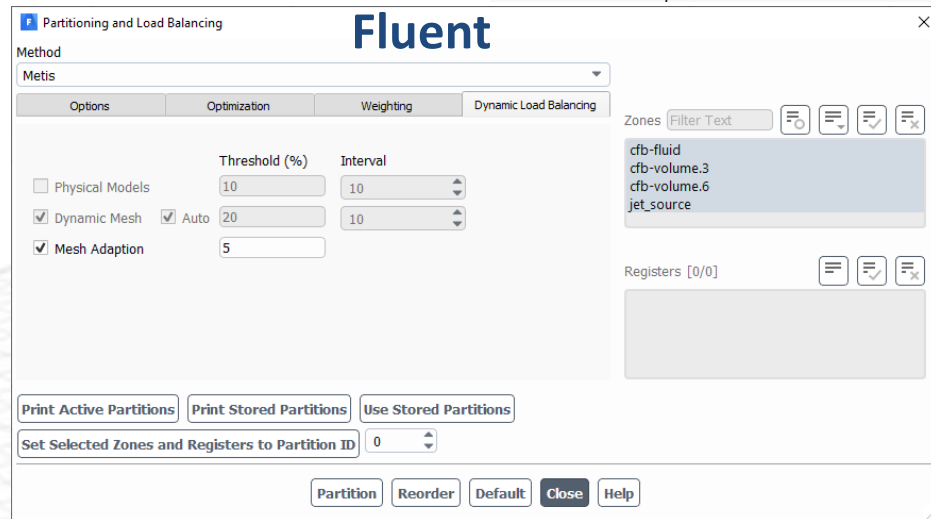 Partitioning and Load Balancing
Fluent
Method
Metis
Options Optimization Weighting Dynamic Load Balancing
Threshold (%) Interval
Physical Models 10 10
Dynamic Mesh Auto 20 10
Mesh Adaption 5
Zones Filter Text
cfb-fluid
cfb-volume.3
cfb-volume.6
jet_source
Registers [0/0]
Print Active Partitions Print Stored Partitions Use Stored Partitions
Set Selected Zones and Registers to Partition ID 0
Partition Reorder Default Close Help